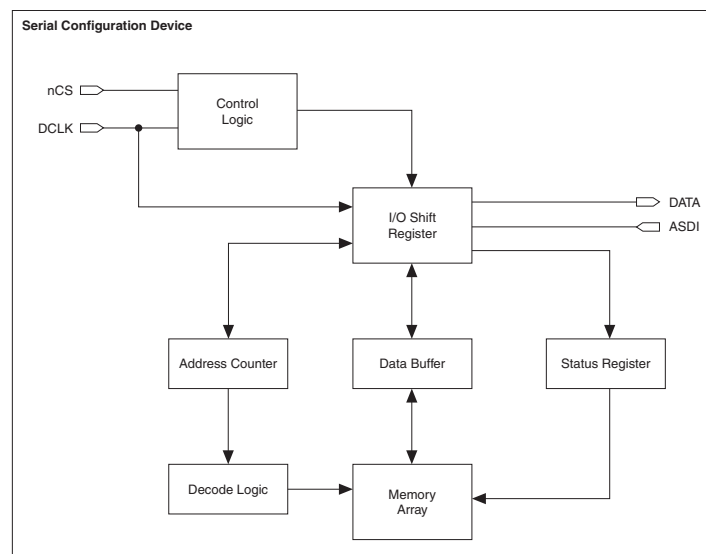 Serial Configuration Device
nCS
DCLK
Control
Logic
I/O Shift
Register
DATA
ASDI
Address Counter
Data Buffer
Status Register
Decode Logic
Memory
Array